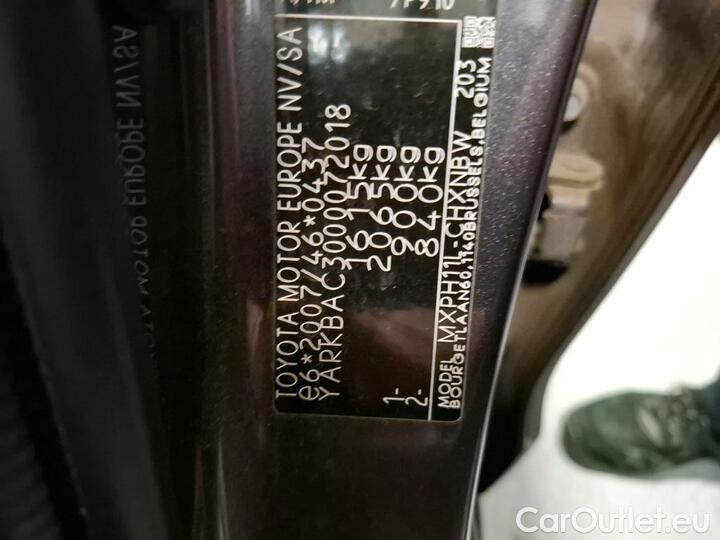 TOYOTA MOTOR EUROPE NV/SA
e6*2007/46*0437
YARKBAC3000072018
1615kg
2065kg
1- 900kg
2- 840kg
MODEL MXPH11L-CHXNBW 203
BOURGETLAAN60,1140BRUSSELS,BELGIUM
TOYOTA MOTOR EUROPE NV/SA
CarOutlet.eu